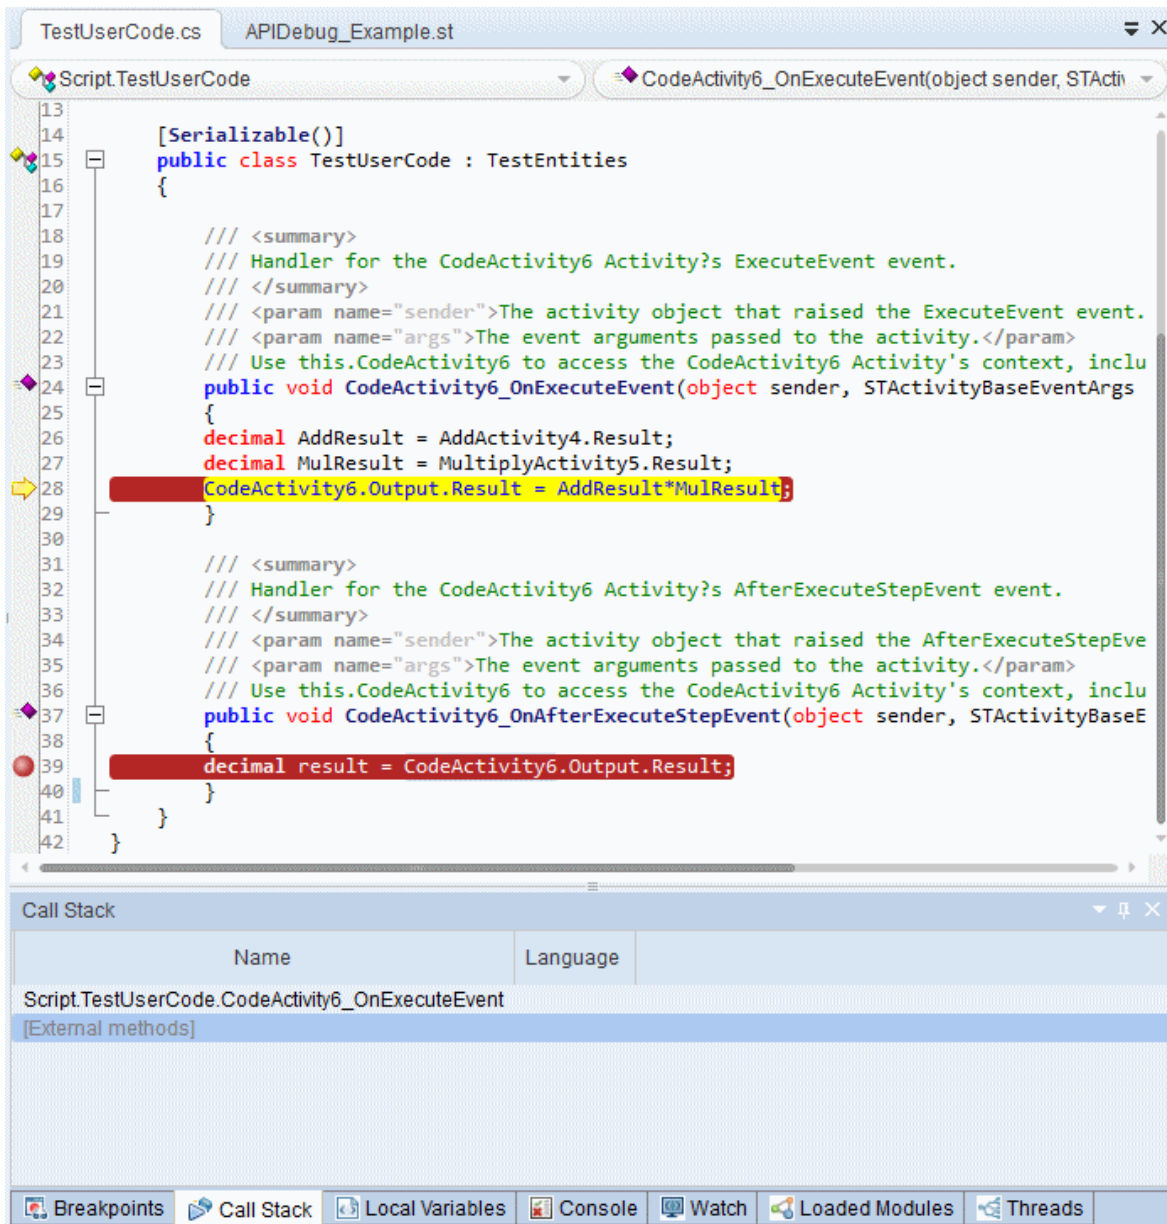 TestUserCode.cs APIDebug_Example.st
Script.TestUserCode CodeActivity6_OnExecuteEvent(object sender, STActiv
13
14 [Serializable()]
15 public class TestUserCode : TestEntities
16 {
17
18 /// <summary>
19 /// Handler for the CodeActivity6 Activity?s ExecuteEvent event.
20 /// </summary>
21 /// <param name="sender">The activity object that raised the ExecuteEvent event.
22 /// <param name="args">The event arguments passed to the activity.</param>
23 /// Use this.CodeActivity6 to access the CodeActivity6 Activity's context, inclu
24 public void CodeActivity6_OnExecuteEvent(object sender, STActivityBaseEventArgs
25 {
26 decimal AddResult = AddActivity4.Result;
27 decimal MulResult = MultiplyActivity5.Result;
28 CodeActivity6.Output.Result = AddResult*MulResult;
29 }
30
31 /// <summary>
32 /// Handler for the CodeActivity6 Activity?s AfterExecuteStepEvent event.
33 /// </summary>
34 /// <param name="sender">The activity object that raised the AfterExecuteStepEve
35 /// <param name="args">The event arguments passed to the activity.</param>
36 /// Use this.CodeActivity6 to access the CodeActivity6 Activity's context, inclu
37 public void CodeActivity6_OnAfterExecuteStepEvent(object sender, STActivityBaseE
38 {
39 decimal result = CodeActivity6.Output.Result;
40 }
41 }
42 }
Call Stack
Name Language
Script.TestUserCode.CodeActivity6_OnExecuteEvent
[External methods]
Breakpoints Call Stack Local Variables Console Watch Loaded Modules Threads